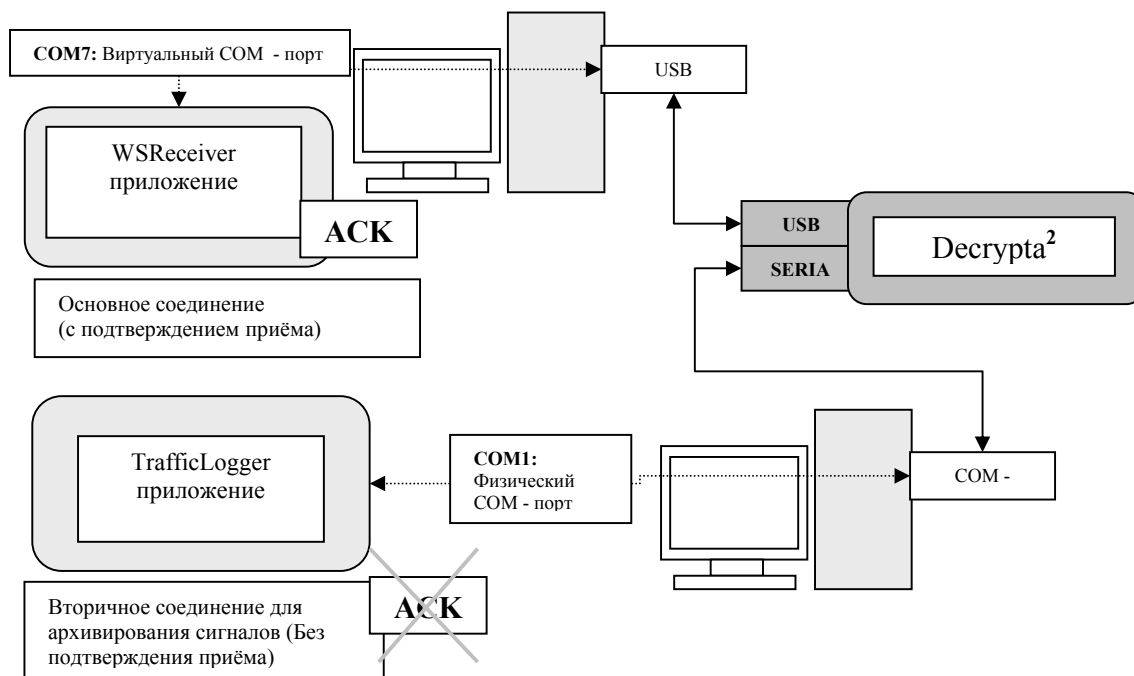 COM7: Виртуальный COM - порт
USB
WSReceiver
приложение
ACK
USB
SERIA
Decrypta²
Основное соединение
(с подтверждением приёма)
TrafficLogger
приложение
COM1:
Физический
COM - порт
COM -
ACK
Вторичное соединение для
архивирования сигналов (Без
подтверждения приёма)